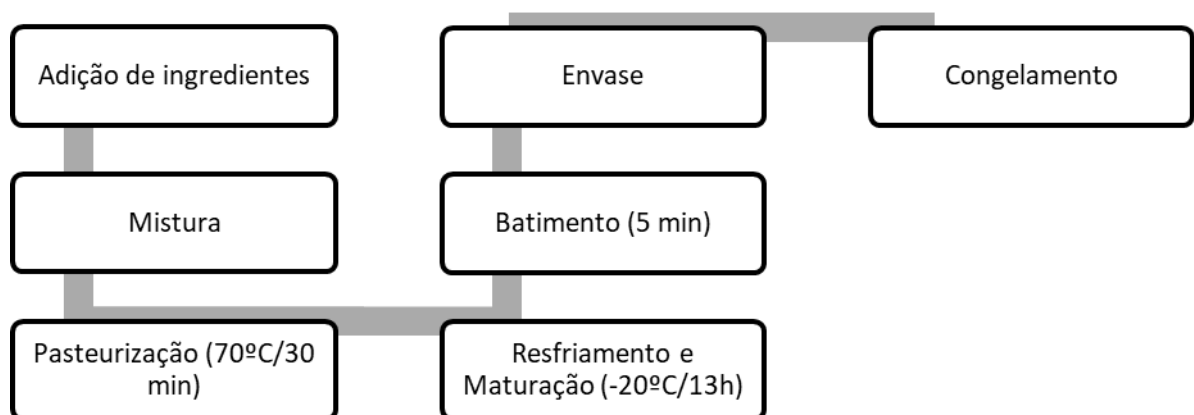 Adição de ingredientes
Mistura
Pasteurização (70ºC/30
min)
Resfriamento e
Maturação (-20ºC/13h)
Batimento (5 min)
Envase
Congelamento